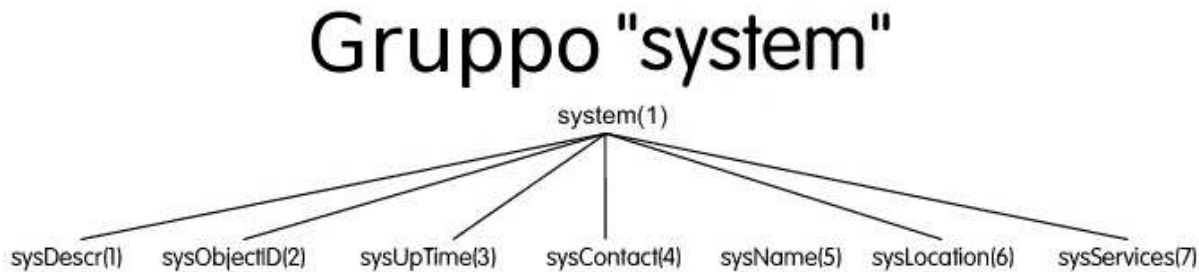 Gruppo "system"
system(1)
sysDescr(1) sysObjectID(2) sysUpTime(3) sysContact(4) sysName(5) sysLocation(6) sysServices(7)